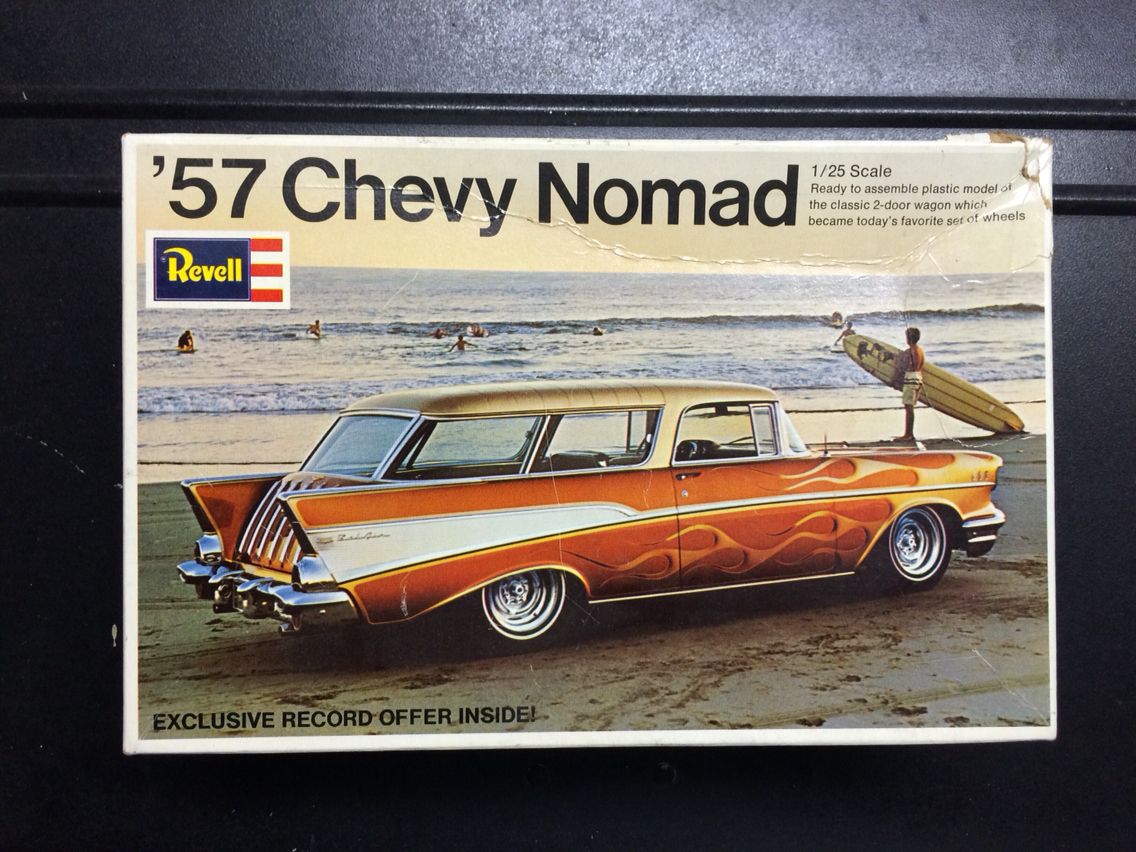 '57 Chevy Nomad
1/25 Scale
Ready to assemble plastic model of
the classic 2-door wagon which
became today's favorite set of wheels
Revell
EXCLUSIVE RECORD OFFER INSIDE!